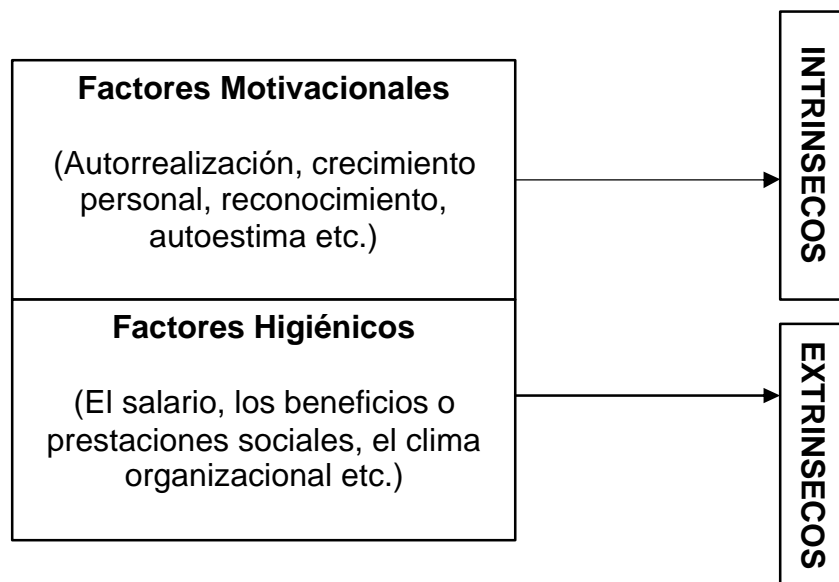 Factores Motivacionales
(Autorrealización, crecimiento
personal, reconocimiento,
autoestima etc.)
INTRINSECOS
Factores Higiénicos
(El salario, los beneficios o
prestaciones sociales, el clima
organizacional etc.)
EXTRINSECOS